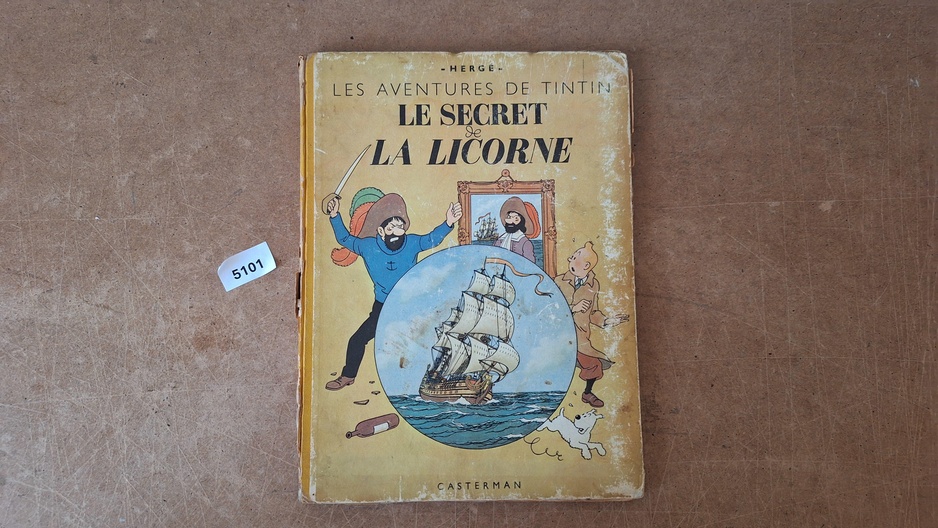 -HERGÉ-
LES AVENTURES DE TINTIN
LE SECRET
de
LA LICORNE
5101
CASTERMAN